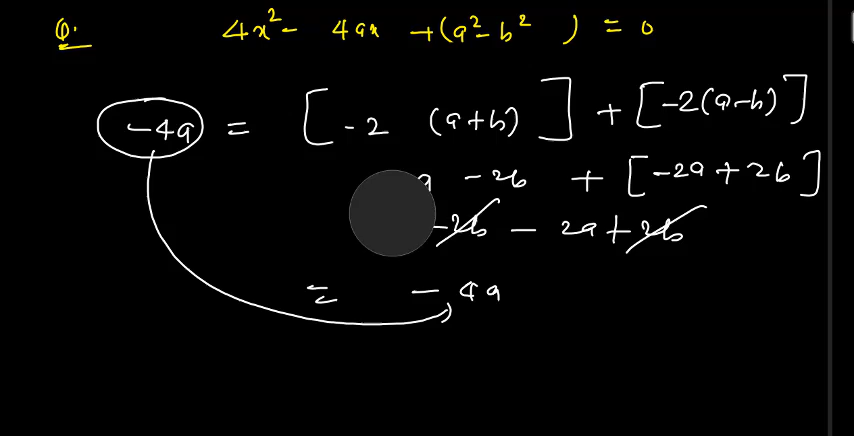 Q. 4x² - 4ax + (a² - b² ) = 0
-4a = [ -2 (a+b) ] + [-2(a-b)]
- 2b + [-2a + 2b]
-2b - 2a + 2b
= - 4a